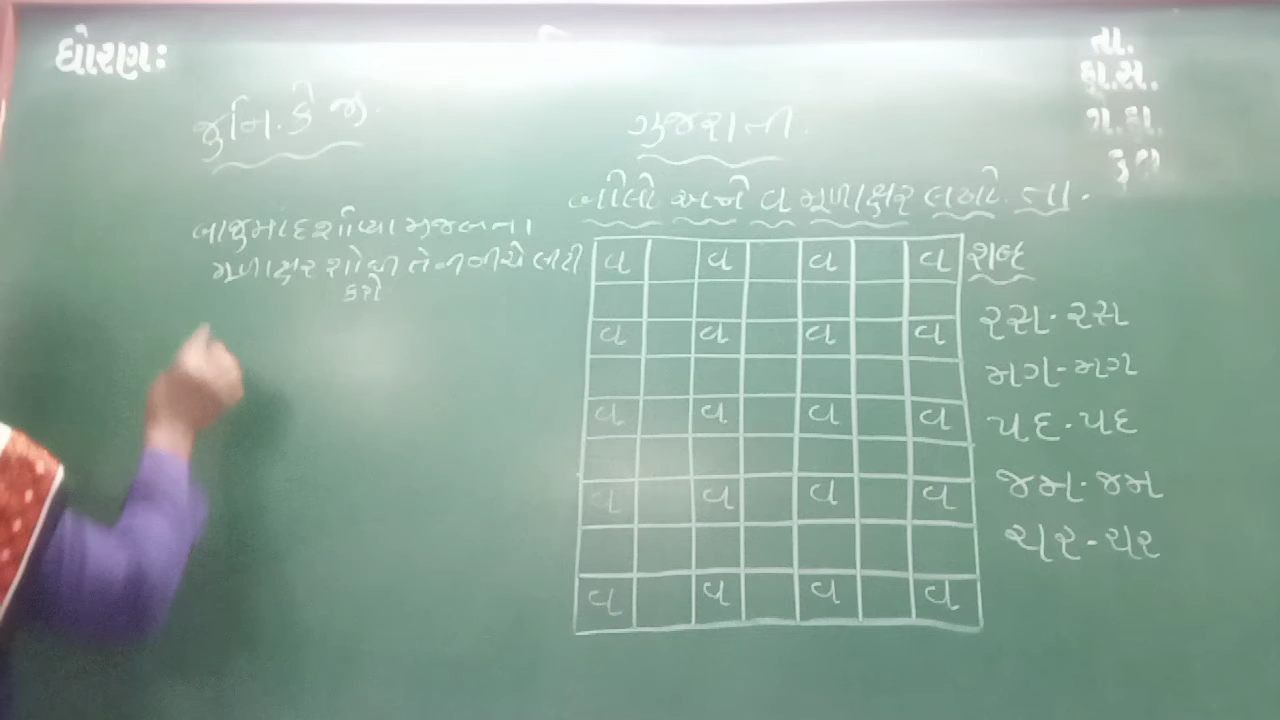 ધોરણ:
તા.
ક્રા.સ.
ગે.હા.
કુલ
જુનિ. કે જી.
ગુજરાતી.
બોલો અને વ મૂળાક્ષર લખો. તા.
બાજુમાં દર્શાવ્યા મુજબના
મૂળાક્ષર શોધી તેની નીચે લીટી
કરો
વ વ વ વ
વ વ વ વ
વ વ વ વ
વ વ વ વ
વ વ વ વ
શબ્દ
રસ - રસ
મગ - મગ
પદ - પદ
જમ - જમ
ચર - ચર